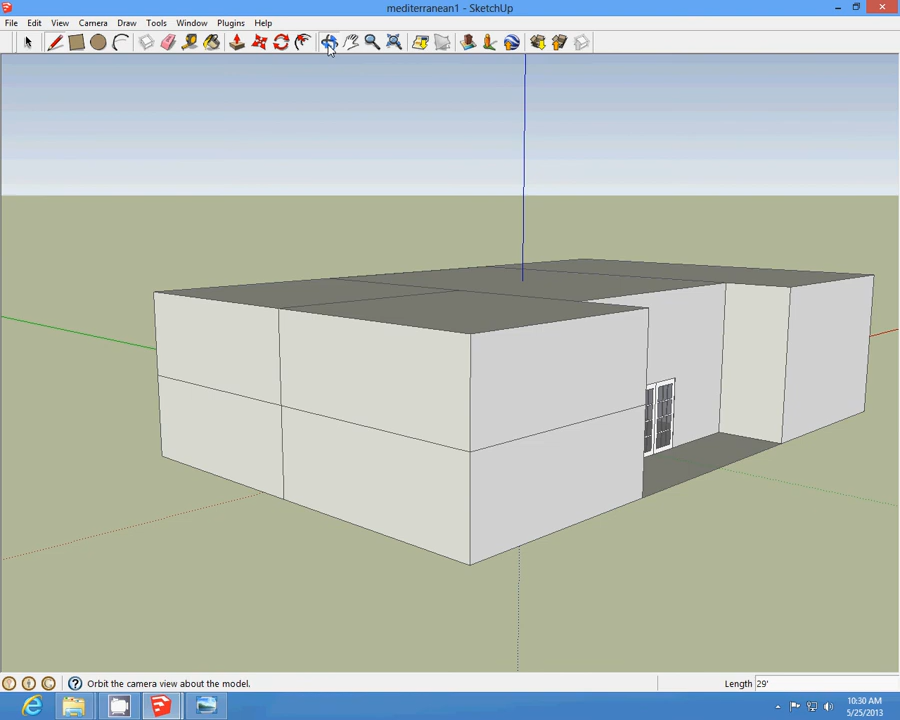 mediterranean1 - SketchUp
File Edit View Camera Draw Tools Window Plugins Help
Orbit the camera view about the model.
Length 29'
10:30 AM
5/25/2013